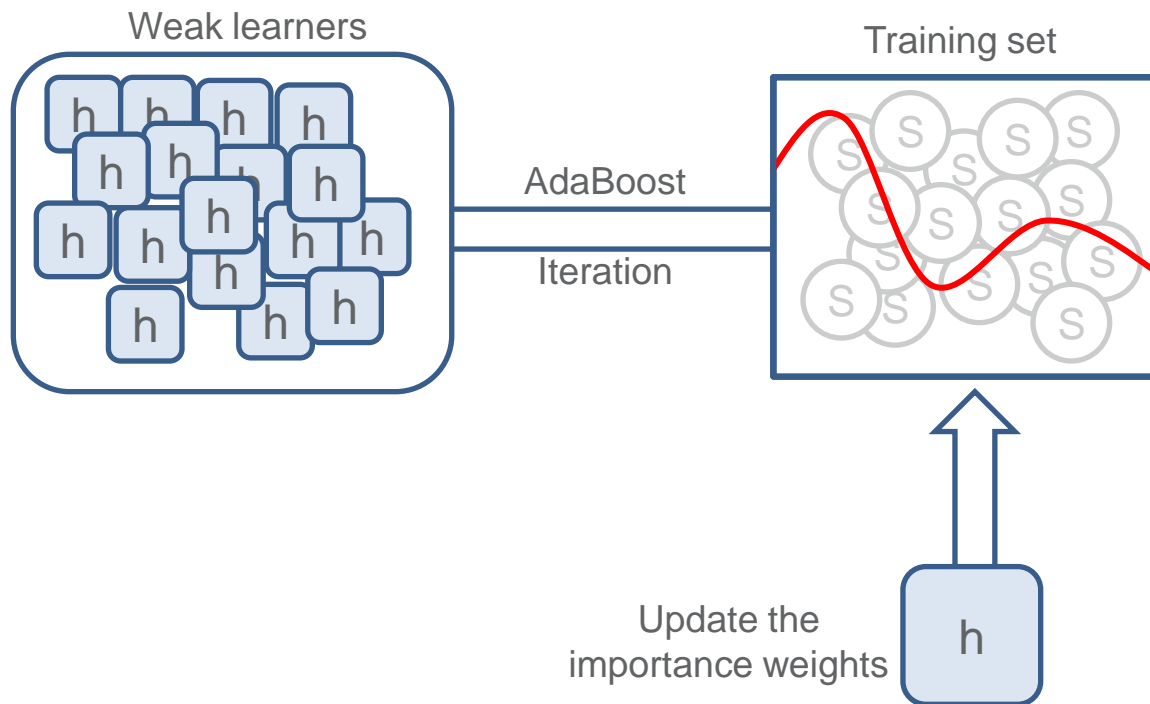 Weak learners
Training set
h h h h
h h h h
h
h h h h
h
h h h
AdaBoost
Iteration
S S S S
S S
S S S S
S S S S
S S S
Update the
importance weights
h